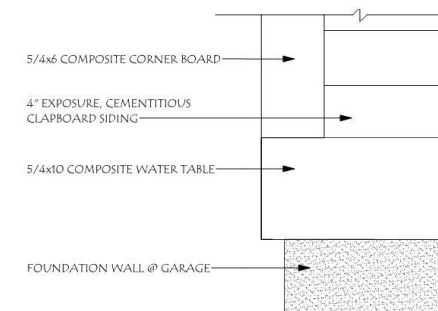 5/4x6 COMPOSITE CORNER BOARD
4" EXPOSURE, CEMENTITIOUS
CLAPBOARD SIDING
5/4x10 COMPOSITE WATER TABLE
FOUNDATION WALL @ GARAGE